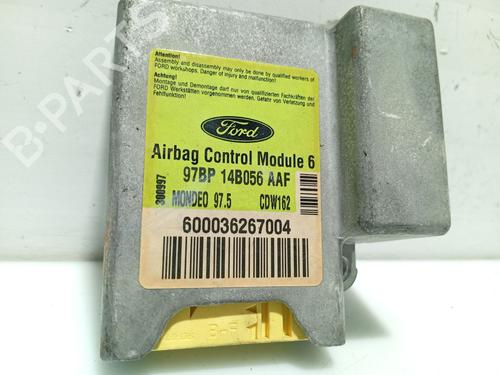 Attention!
Assembly and disassembly may only be done by qualified workers of
FORD workshops. Danger of injury and malfunction!
Achtung!
Montage und Demontage darf nur von qualifizierten Fachkräften der
FORD Werkstätten vorgenommen werden, Gefahr von Verletzung und
Fehlfunktion!
Ford
Airbag Control Module 6
97BP 14B056 AAF
300997
MONDEO 97.5 CDW162
600036267004
B-PARTS